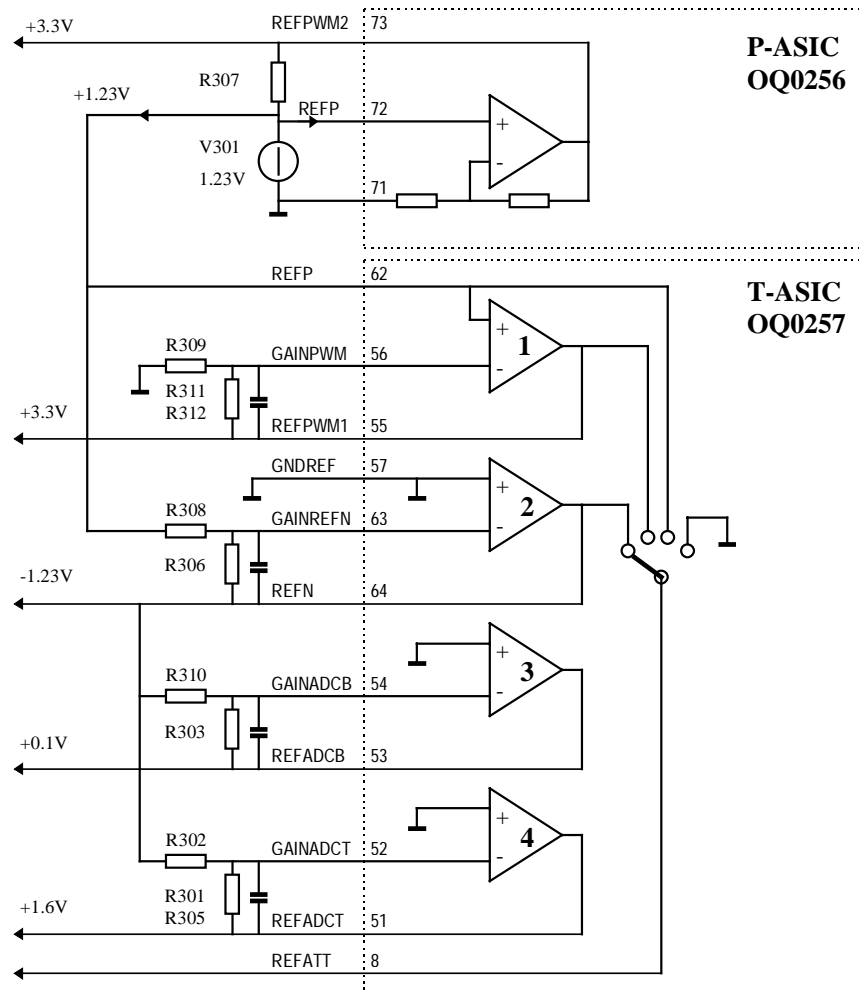 REFPWM2 73
+3.3V
P-ASIC
OQ0256
R307
+1.23V
REFP 72
+
-
V301
1.23V
71
REFP 62
T-ASIC
OQ0257
+
1
-
R309
GAINPWM 56
R311
R312
+3.3V
REFPWM1 55
GNDREF 57
+
2
-
R308
GAINREFN 63
R306
-1.23V
REFN 64
+
3
-
R310
GAINADCB 54
R303
+0.1V
REFADCB 53
+
4
-
R302
GAINADCT 52
R301
R305
+1.6V
REFADCT 51
REFATT 8